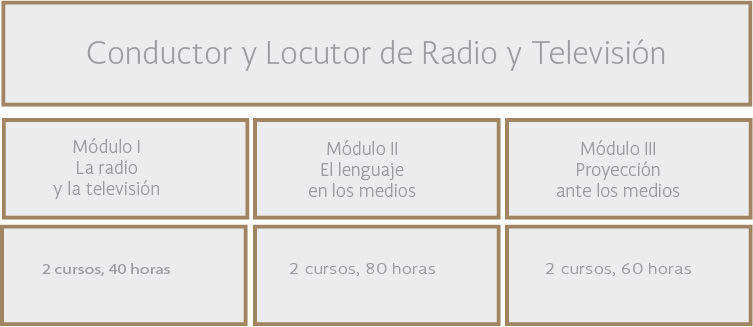 Conductor y Locutor de Radio y Televisión
Módulo I
La radio
y la televisión
Módulo II
El lenguaje
en los medios
Módulo III
Proyección
ante los medios
2 cursos, 40 horas
2 cursos, 80 horas
2 cursos, 60 horas